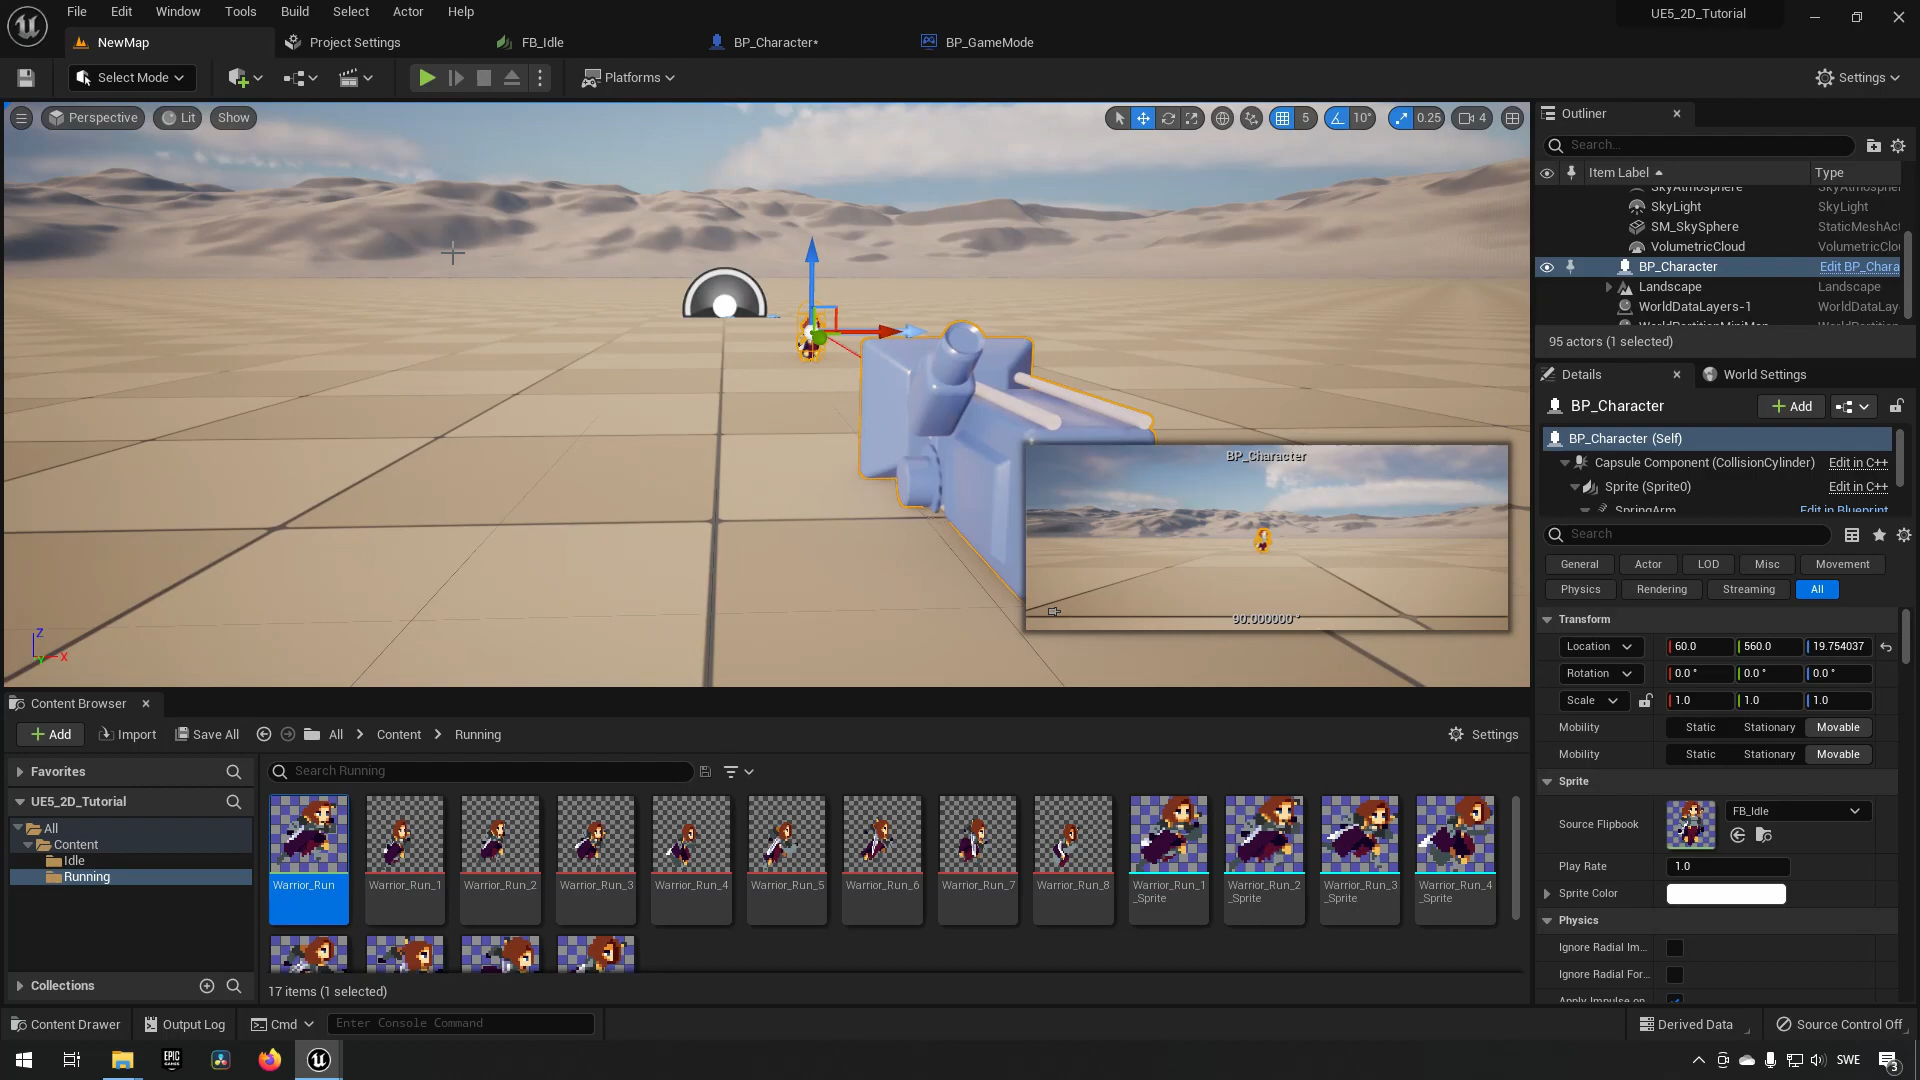 File Edit Window Tools Build Select Actor Help
UE5_2D_Tutorial
NewMap
Project Settings
FB_Idle
BP_Character*
BP_GameMode
Select Mode
Platforms
Settings
Perspective
Lit
Show
5
10°
0.25
4
Outliner
Search...
Item Label
Type
SkyAtmosphere
SkyLight
SkyLight
SM_SkySphere
StaticMeshAct
VolumetricCloud
VolumetricClou
BP_Character
Edit BP_Chara
Landscape
Landscape
WorldDataLayers-1
WorldDataLay
95 actors (1 selected)
Details
World Settings
BP_Character
Add
BP_Character (Self)
Capsule Component (CollisionCylinder)
Edit in C++
Sprite (Sprite0)
Edit in C++
SpringArm
Edit in Blueprint
Search
General
Actor
LOD
Misc
Movement
Physics
Rendering
Streaming
All
Transform
Location
60.0
560.0
19.754037
Rotation
0.0 °
0.0 °
0.0 °
Scale
1.0
1.0
1.0
Mobility
Static
Stationary
Movable
Mobility
Static
Stationary
Movable
Sprite
Source Flipbook
FB_Idle
Play Rate
1.0
Sprite Color
Physics
Ignore Radial Im...
Ignore Radial For...
Apply Impulse on
BP_Character
90.000000 °
Z
Y
X
Content Browser
Add
Import
Save All
All
Content
Running
Settings
Favorites
UE5_2D_Tutorial
All
Content
Idle
Running
Collections
Search Running
Warrior_Run
Warrior_Run_1
Warrior_Run_2
Warrior_Run_3
Warrior_Run_4
Warrior_Run_5
Warrior_Run_6
Warrior_Run_7
Warrior_Run_8
Warrior_Run_1
_Sprite
Warrior_Run_2
_Sprite
Warrior_Run_3
_Sprite
Warrior_Run_4
_Sprite
17 items (1 selected)
Content Drawer
Output Log
Cmd
Enter Console Command
Derived Data
Source Control Off
EPIC
GAMES
SWE
3